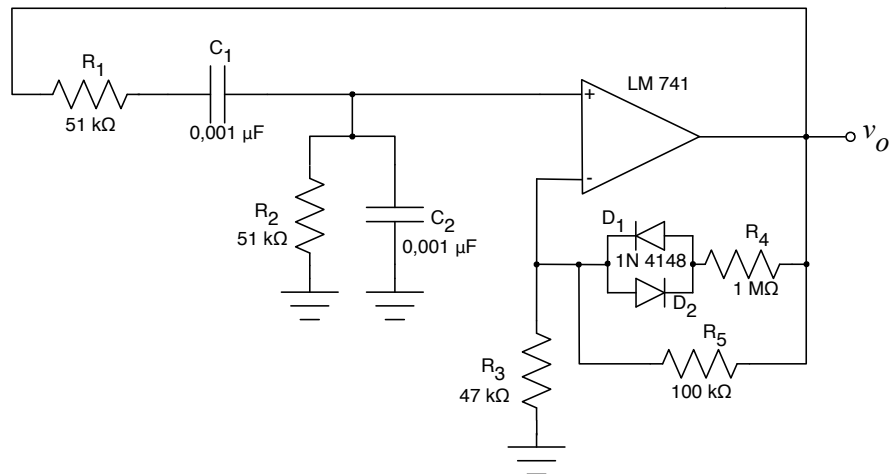 R1
51 kΩ
C1
0,001 µF
LM 741
+
-
vo
R2
51 kΩ
C2
0,001 µF
D1
1N 4148
D2
R4
1 MΩ
R3
47 kΩ
R5
100 kΩ